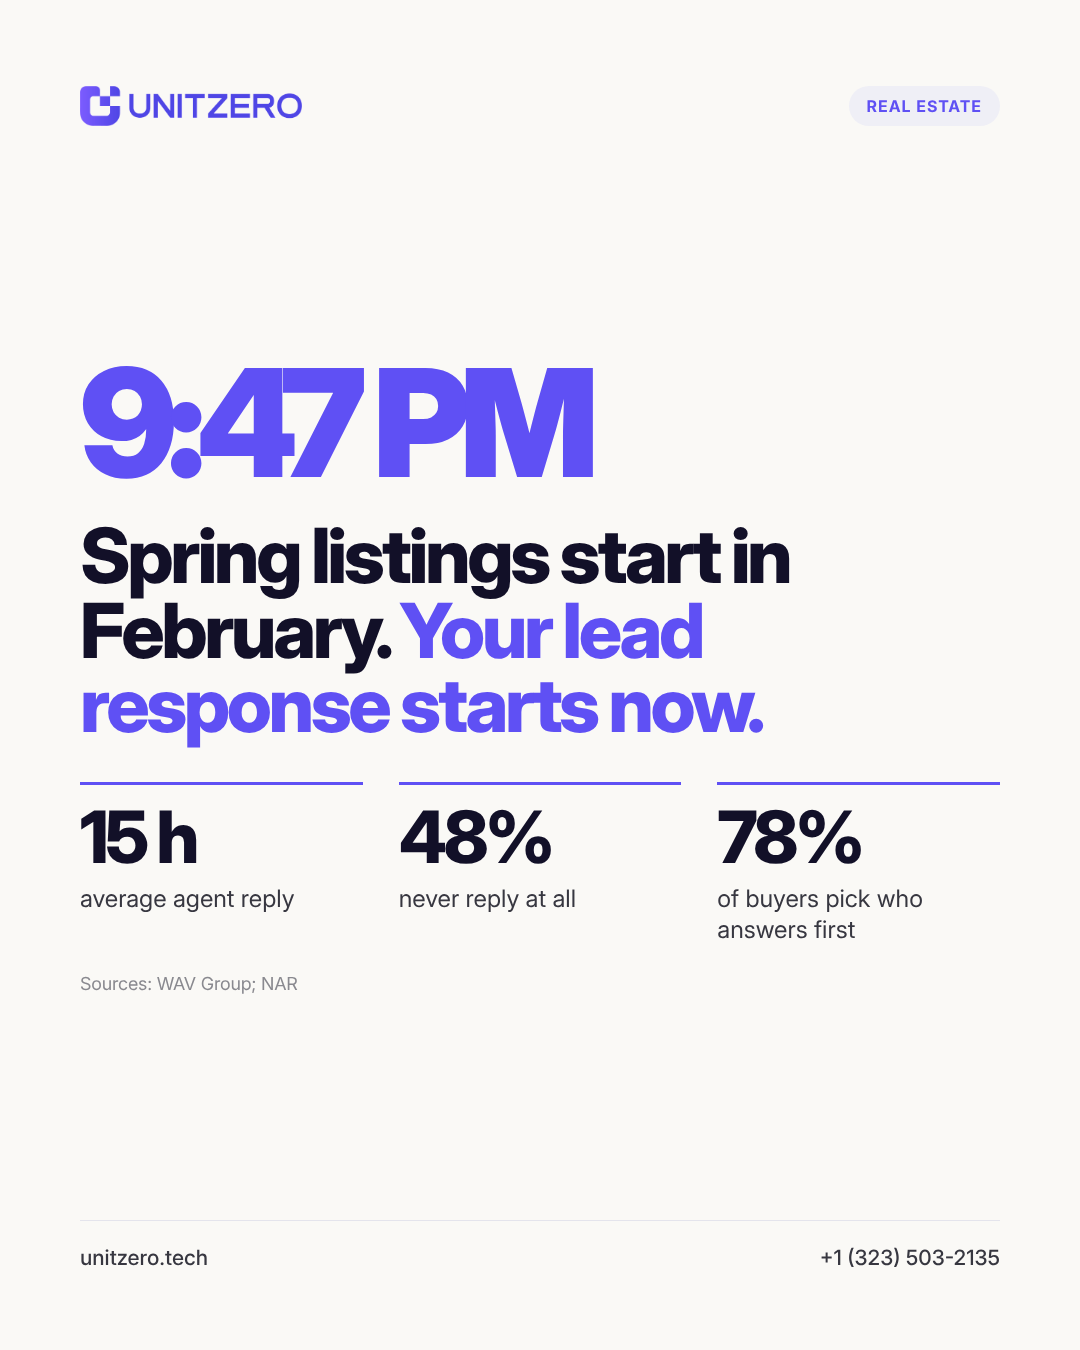 UNITZERO
REAL ESTATE
9:47 PM
Spring listings start in
February. Your lead
response starts now.
15 h
48%
78%
average agent reply
never reply at all
of buyers pick who
answers first
Sources: WAV Group; NAR
unitzero.tech
+1 (323) 503-2135